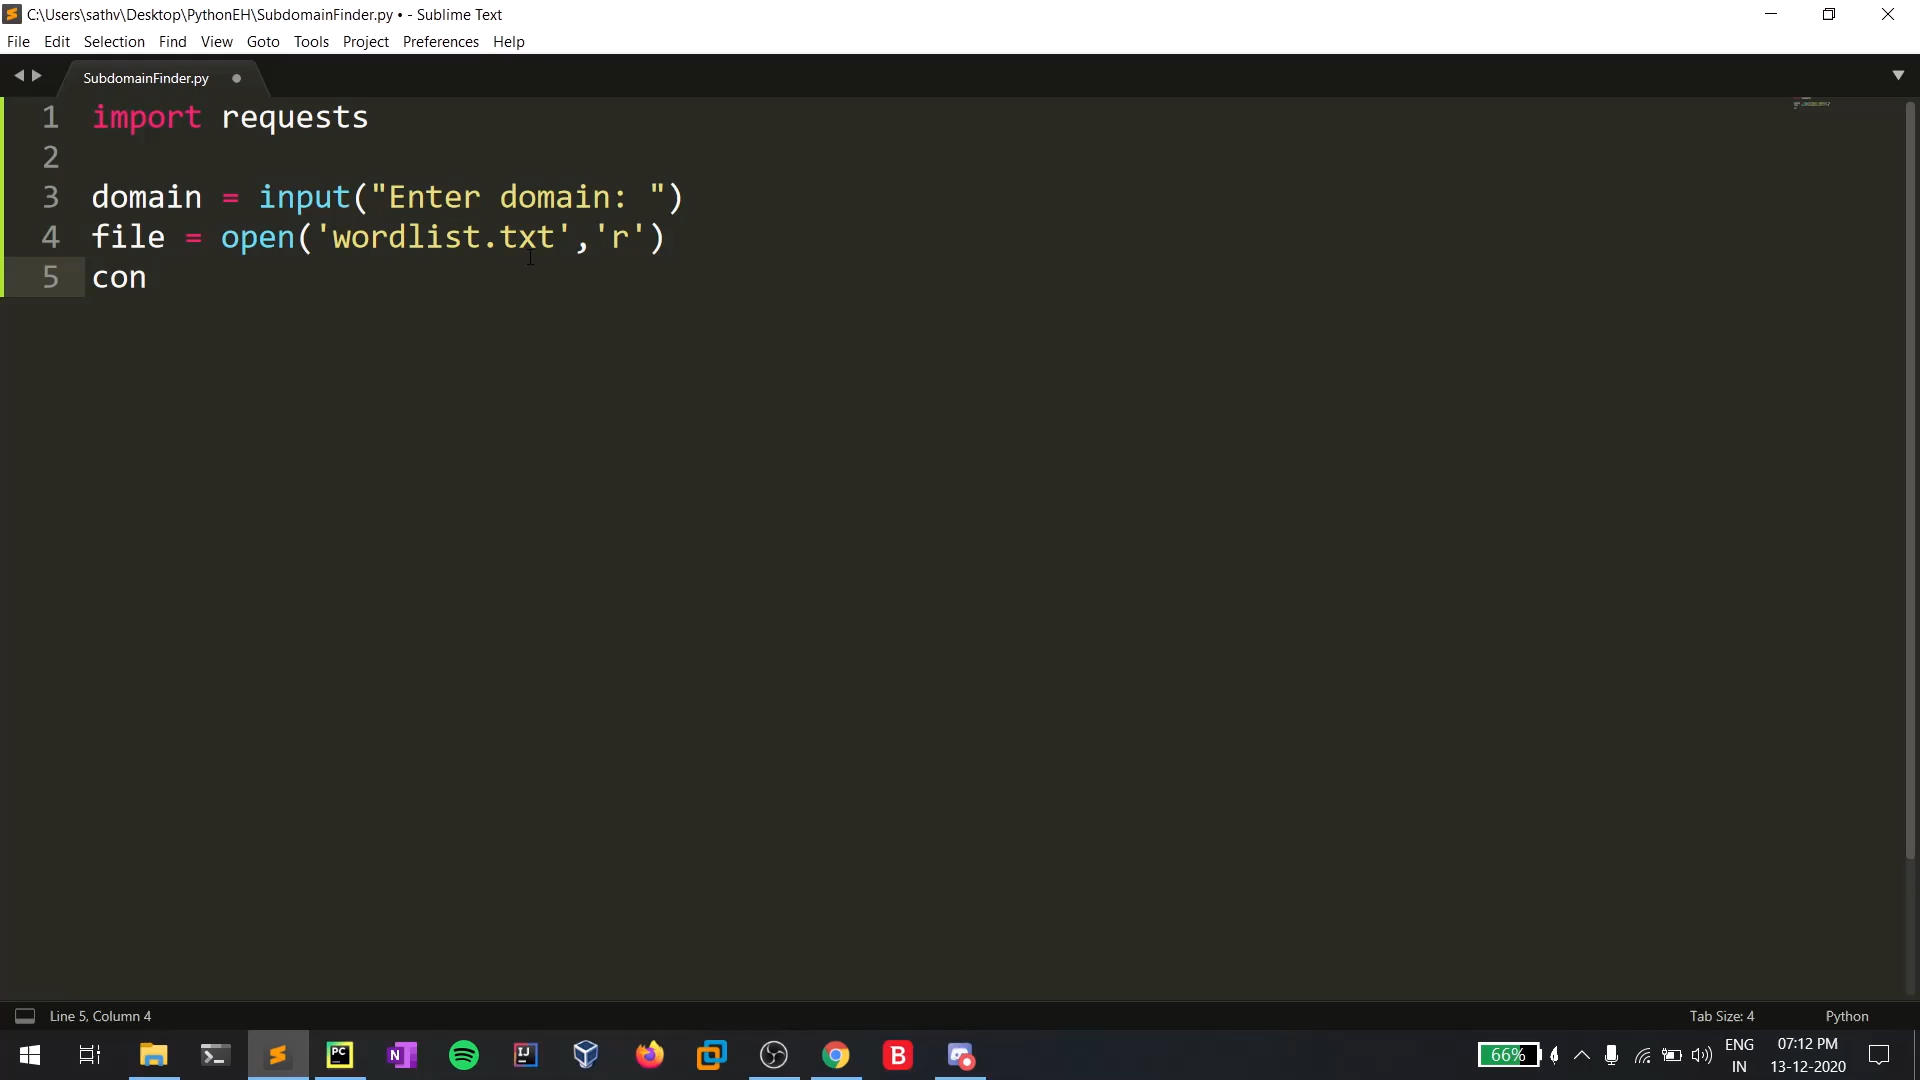 C:\Users\sathv\Desktop\PythonEH\SubdomainFinder.py • - Sublime Text
File Edit Selection Find View Goto Tools Project Preferences Help
SubdomainFinder.py
1 import requests
2
3 domain = input("Enter domain: ")
4 file = open('wordlist.txt','r')
5 con
Line 5, Column 4
Tab Size: 4
Python
PC
N
IJ
B
66%
ENG
IN
07:12 PM
13-12-2020